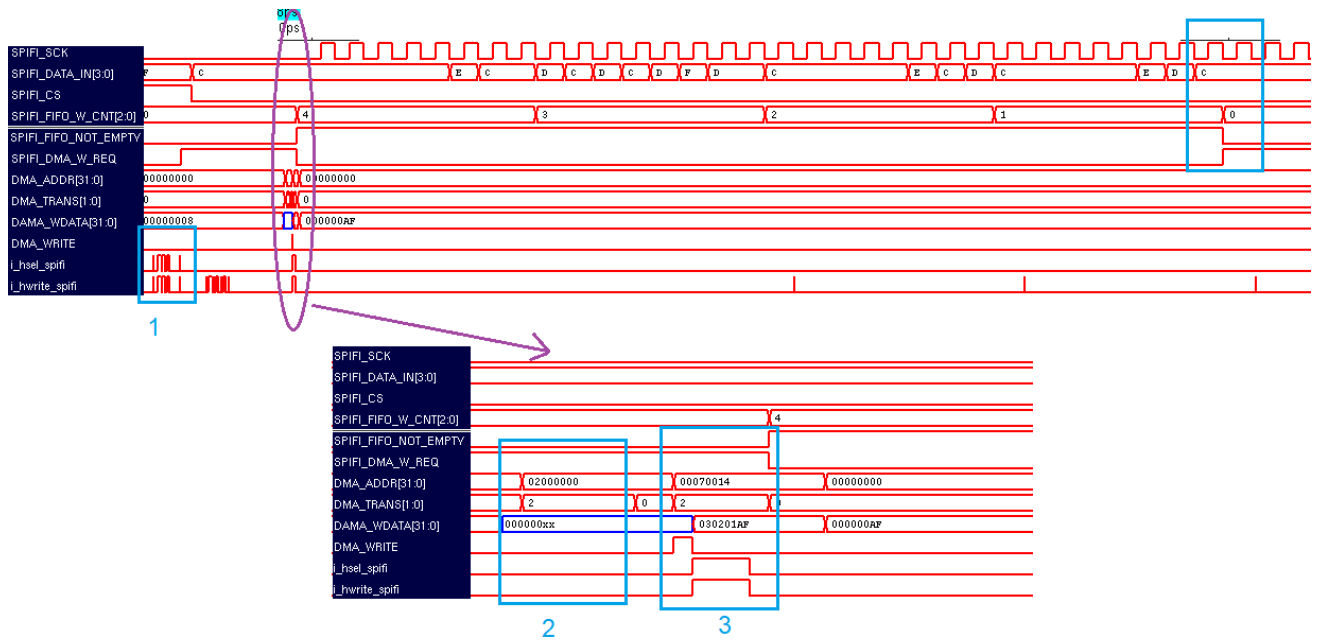 0ps
0ps
SPIFI_SCK
SPIFI_DATA_IN[3:0] F C E C D C D C D F D C E C D C E D C
SPIFI_CS
SPIFI_FIFO_W_CNT[2:0] 0 4 3 2 1 0
SPIFI_FIFO_NOT_EMPTY
SPIFI_DMA_W_REQ
DMA_ADDR[31:0] 00000000 00000000
DMA_TRANS[1:0] 0 0
DAMA_WDATA[31:0] 00000008 000000AF
DMA_WRITE
i_hsel_spifi
i_hwrite_spifi
1
SPIFI_SCK
SPIFI_DATA_IN[3:0]
SPIFI_CS
SPIFI_FIFO_W_CNT[2:0] 4
SPIFI_FIFO_NOT_EMPTY
SPIFI_DMA_W_REQ
DMA_ADDR[31:0] 02000000 00070014 00000000
DMA_TRANS[1:0] 2 0 2 0
DAMA_WDATA[31:0] 000000xx 030201AF 000000AF
DMA_WRITE
i_hsel_spifi
i_hwrite_spifi
2 3